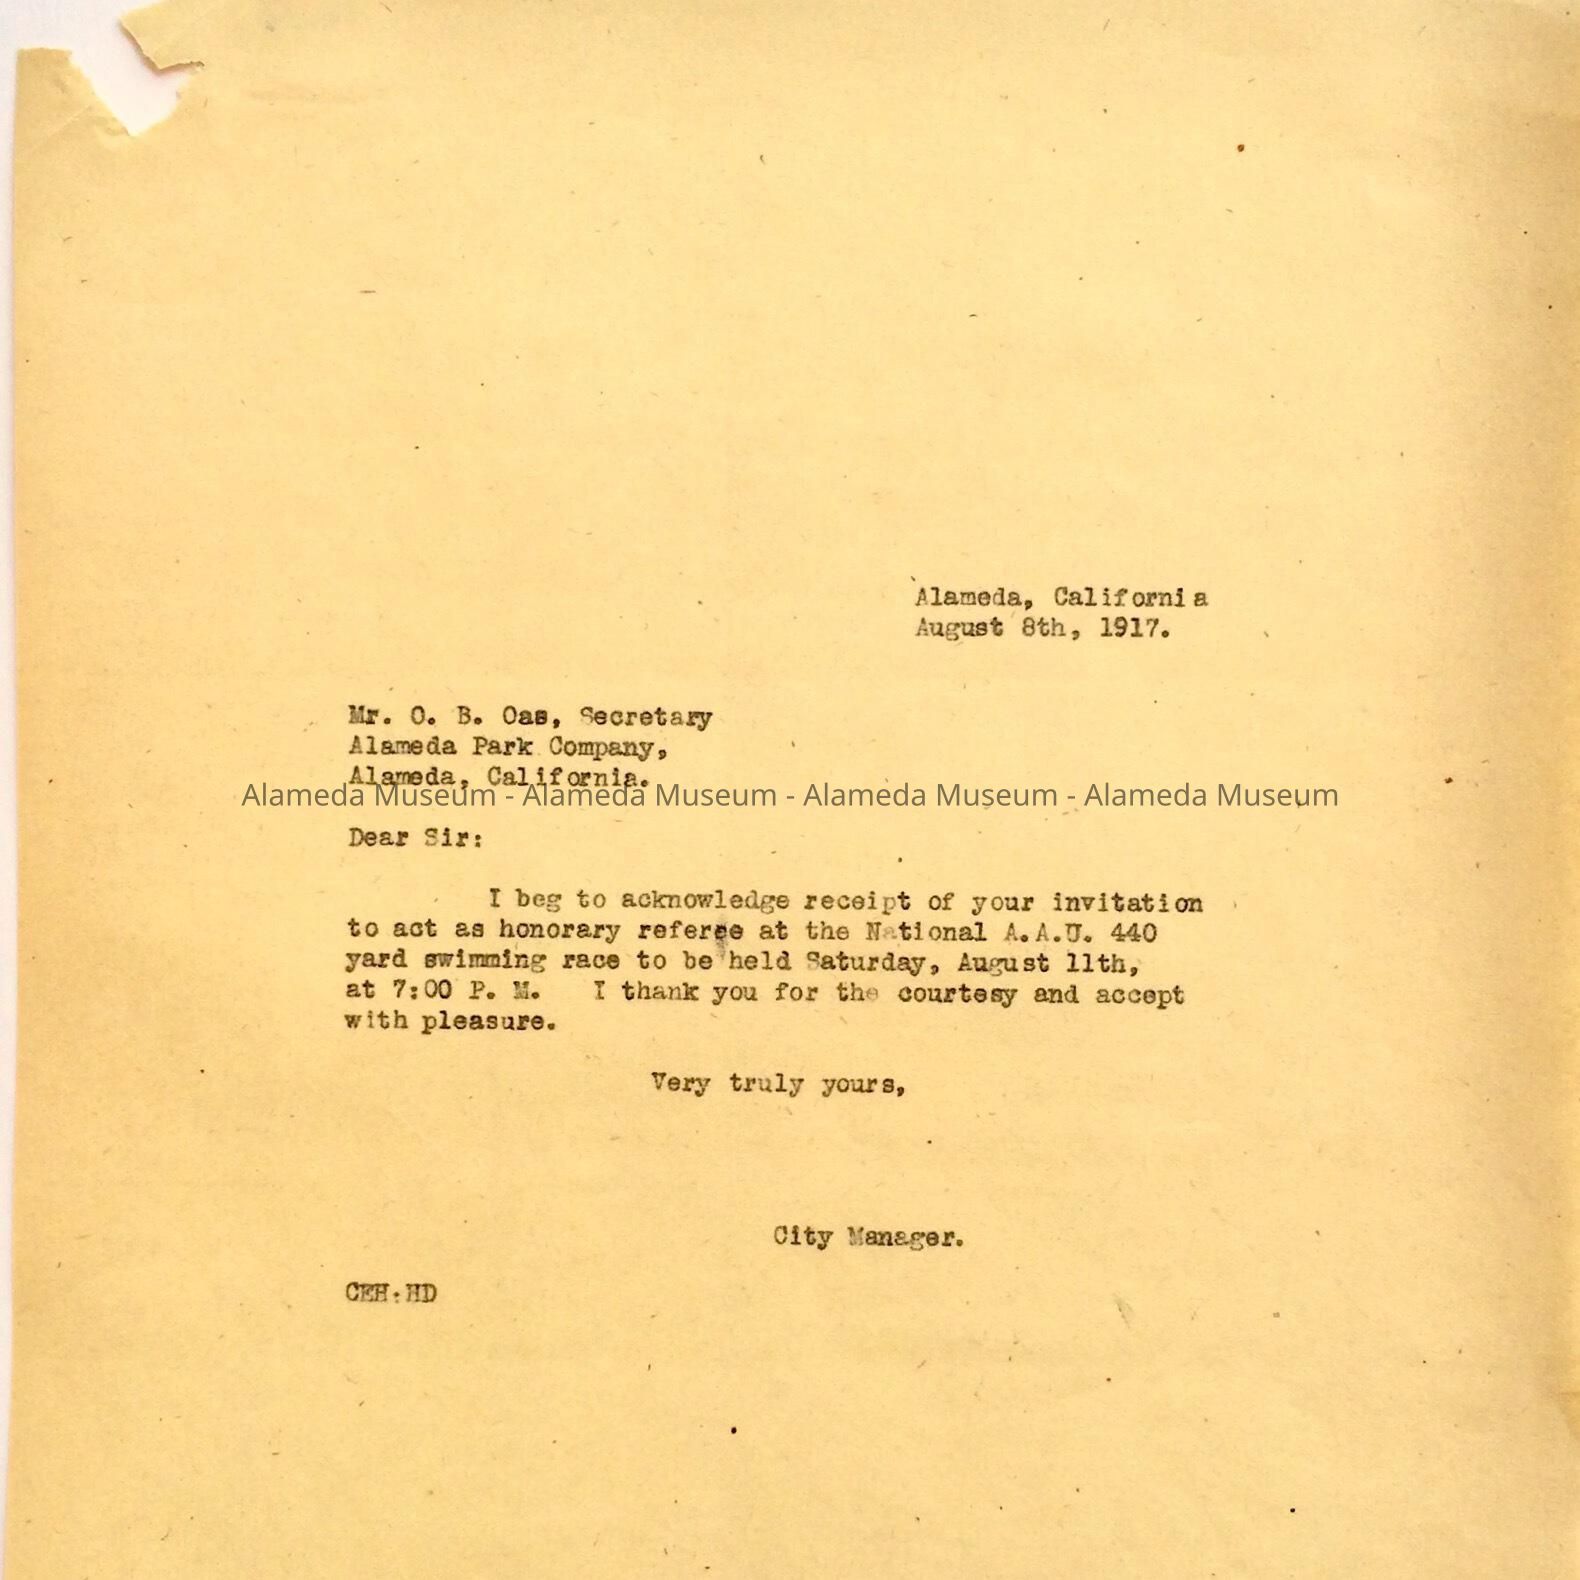 Alameda, California
August 8th, 1917.
Mr. O. B. Oas, Secretary
Alameda Park Company,
Alameda, California.
Alameda Museum - Alameda Museum - Alameda Museum - Alameda Museum
Dear Sir:
I beg to acknowledge receipt of your invitation
to act as honorary referee at the National A.A.U. 440
yard swimming race to be held Saturday, August 11th,
at 7:00 P. M. I thank you for the courtesy and accept
with pleasure.
Very truly yours,
City Manager.
CEH:HD